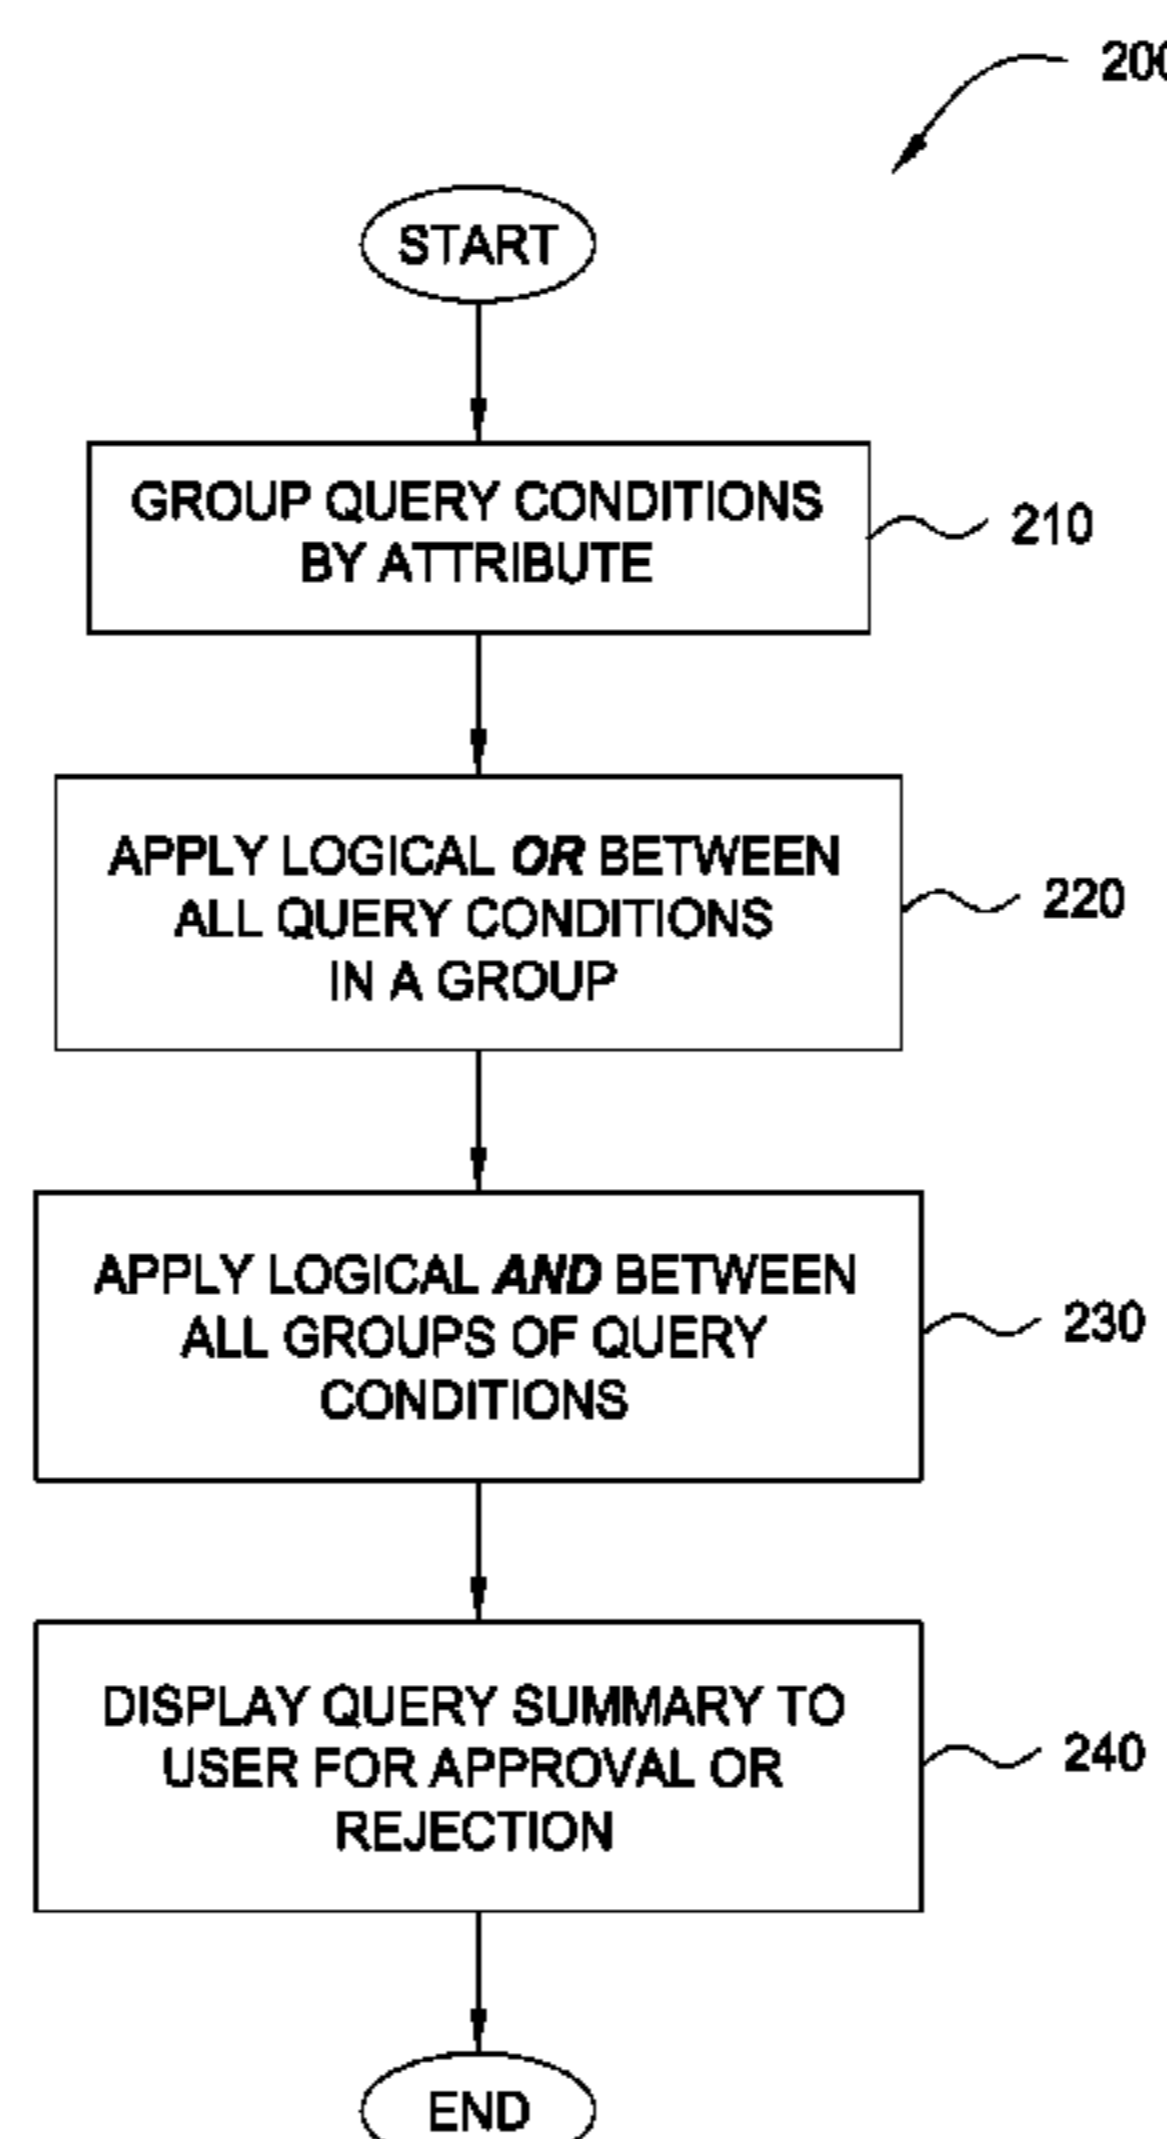 200
START
GROUP QUERY CONDITIONS
BY ATTRIBUTE
210
APPLY LOGICAL OR BETWEEN
ALL QUERY CONDITIONS
IN A GROUP
220
APPLY LOGICAL AND BETWEEN
ALL GROUPS OF QUERY
CONDITIONS
230
DISPLAY QUERY SUMMARY TO
USER FOR APPROVAL OR
REJECTION
240
END